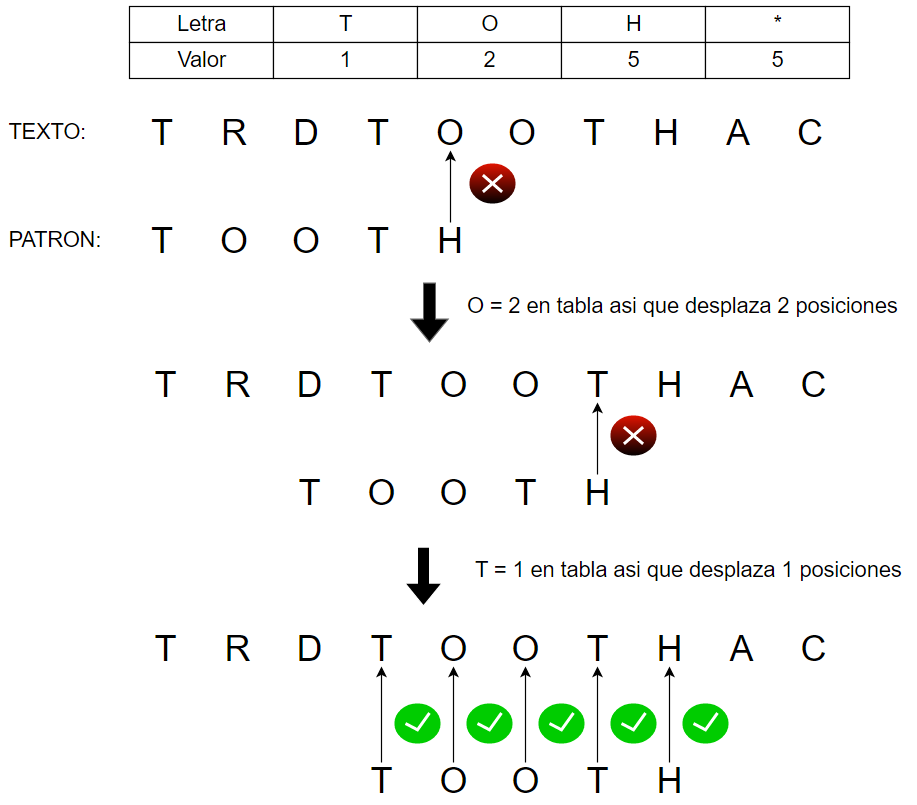 Letra T O H *
Valor 1 2 5 5
TEXTO: T R D T O O T H A C
PATRON: T O O T H
O = 2 en tabla asi que desplaza 2 posiciones
T R D T O O T H A C
T O O T H
T = 1 en tabla asi que desplaza 1 posiciones
T R D T O O T H A C
T O O T H